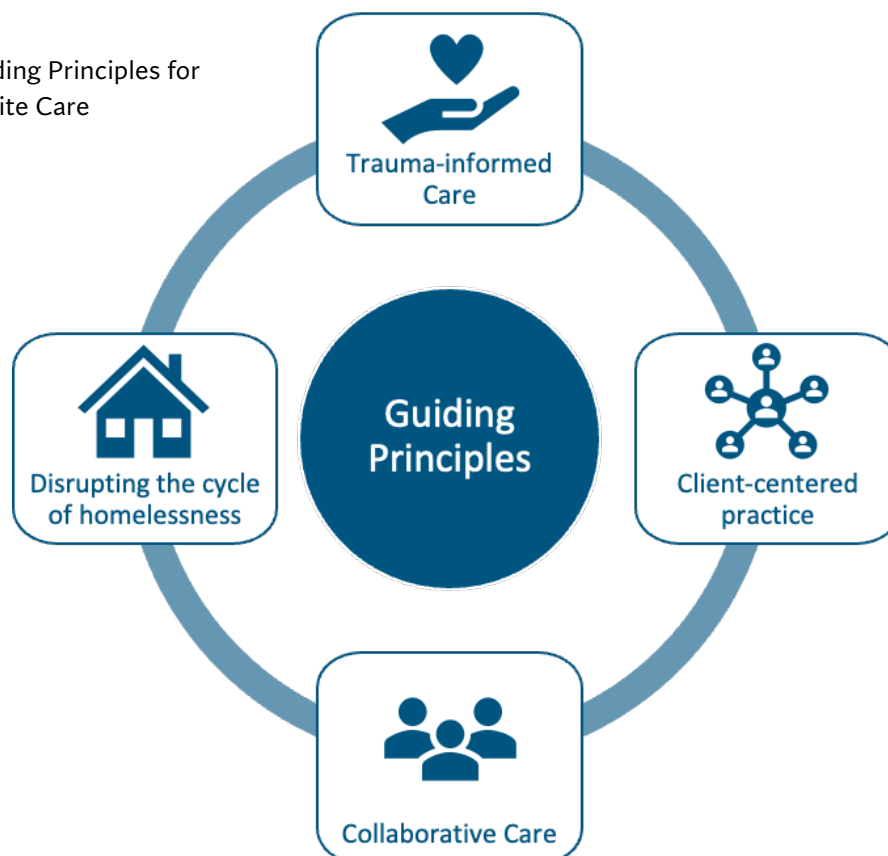 ding Principles for
ite Care
Trauma-informed
Care
Disrupting the cycle
of homelessness
Guiding
Principles
Client-centered
practice
Collaborative Care